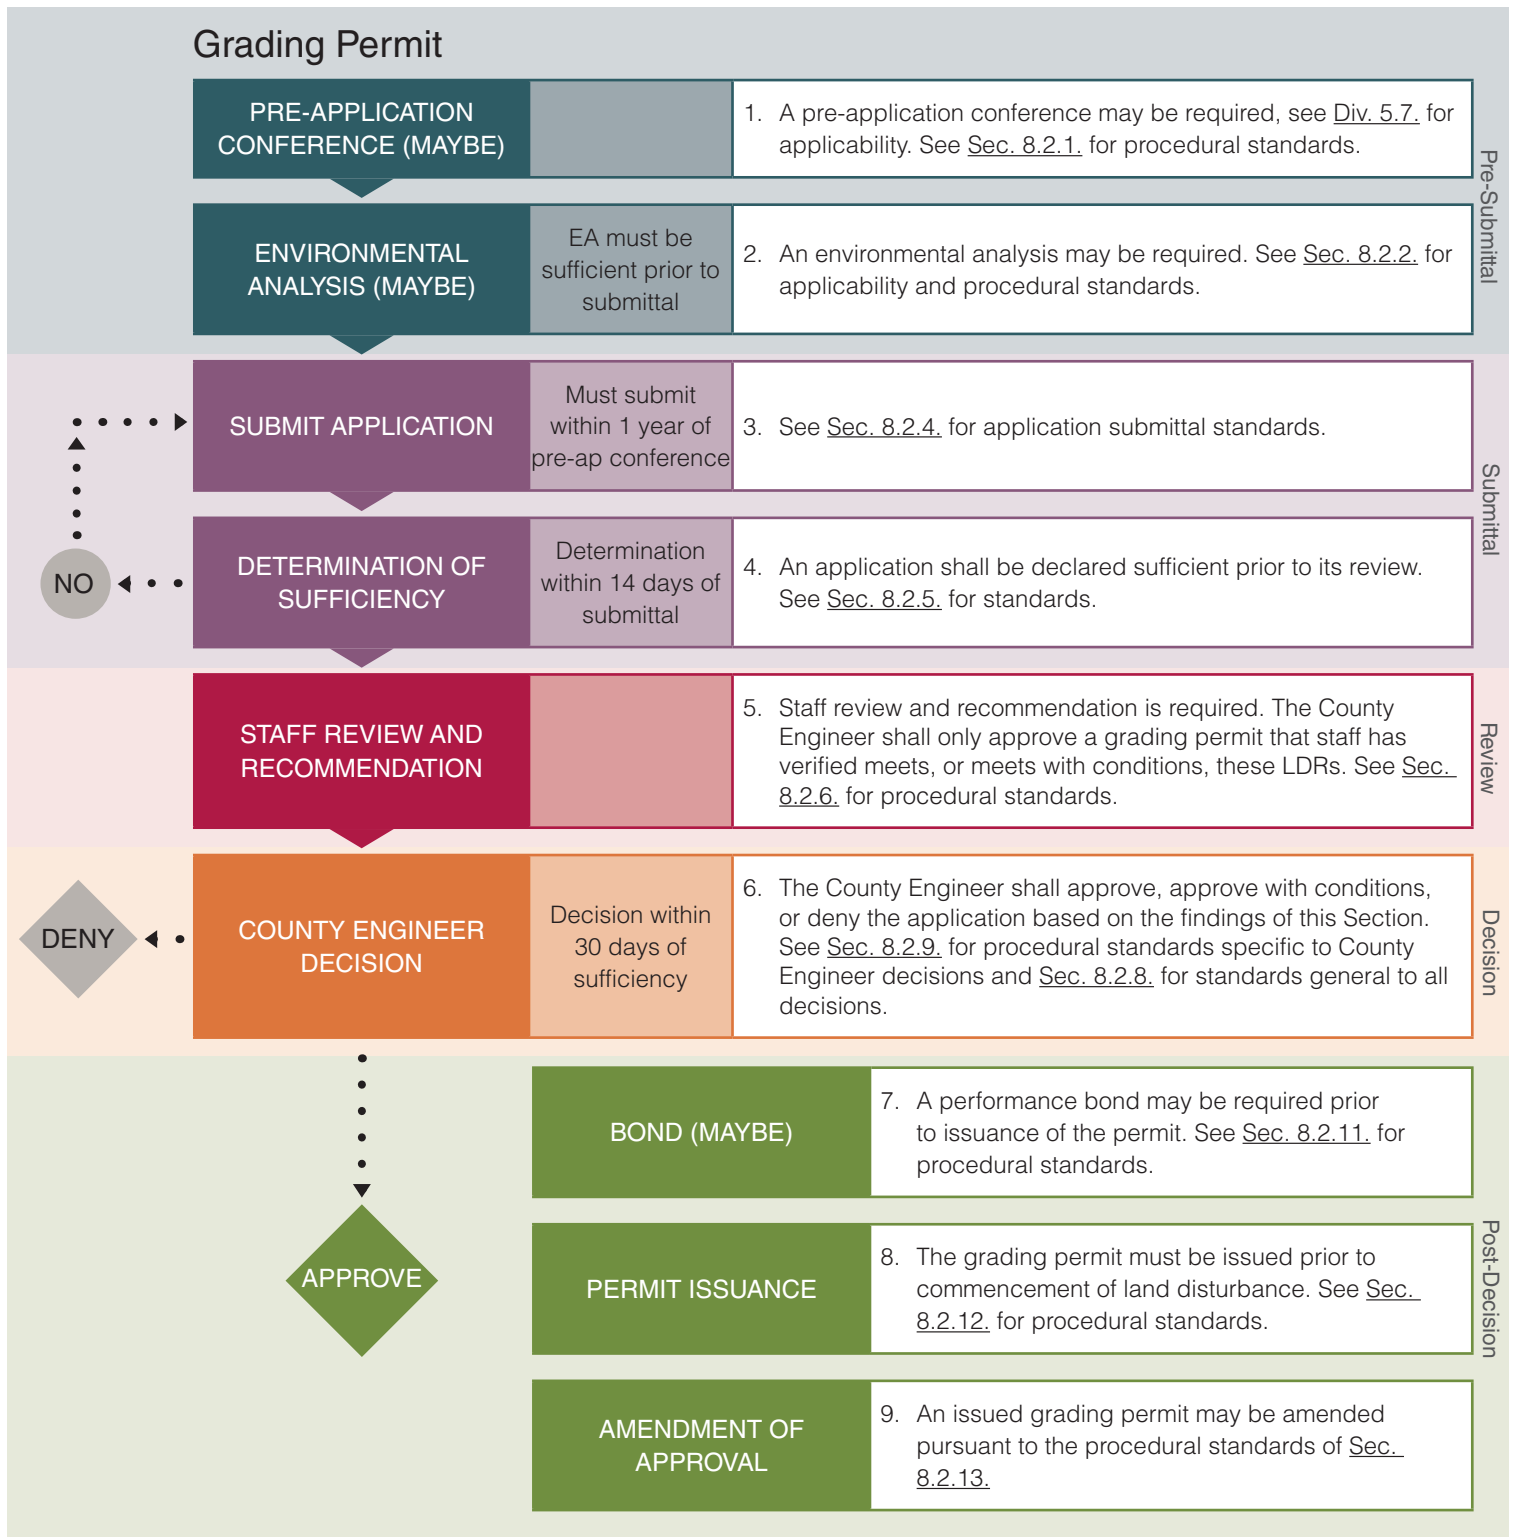 Grading Permit
PRE-APPLICATION
CONFERENCE (MAYBE)
1. A pre-application conference may be required, see Div. 5.7. for
applicability. See Sec. 8.2.1. for procedural standards.
ENVIRONMENTAL
ANALYSIS (MAYBE)
EA must be
sufficient prior to
submittal
2. An environmental analysis may be required. See Sec. 8.2.2. for
applicability and procedural standards.
Pre-Submittal
SUBMIT APPLICATION
Must submit
within 1 year of
pre-ap conference
3. See Sec. 8.2.4. for application submittal standards.
NO
DETERMINATION OF
SUFFICIENCY
Determination
within 14 days of
submittal
4. An application shall be declared sufficient prior to its review.
See Sec. 8.2.5. for standards.
Submittal
STAFF REVIEW AND
RECOMMENDATION
5. Staff review and recommendation is required. The County
Engineer shall only approve a grading permit that staff has
verified meets, or meets with conditions, these LDRs. See Sec.
8.2.6. for procedural standards.
Review
DENY
COUNTY ENGINEER
DECISION
Decision within
30 days of
sufficiency
6. The County Engineer shall approve, approve with conditions,
or deny the application based on the findings of this Section.
See Sec. 8.2.9. for procedural standards specific to County
Engineer decisions and Sec. 8.2.8. for standards general to all
decisions.
Decision
APPROVE
BOND (MAYBE)
7. A performance bond may be required prior
to issuance of the permit. See Sec. 8.2.11. for
procedural standards.
PERMIT ISSUANCE
8. The grading permit must be issued prior to
commencement of land disturbance. See Sec.
8.2.12. for procedural standards.
AMENDMENT OF
APPROVAL
9. An issued grading permit may be amended
pursuant to the procedural standards of Sec.
8.2.13.
Post-Decision